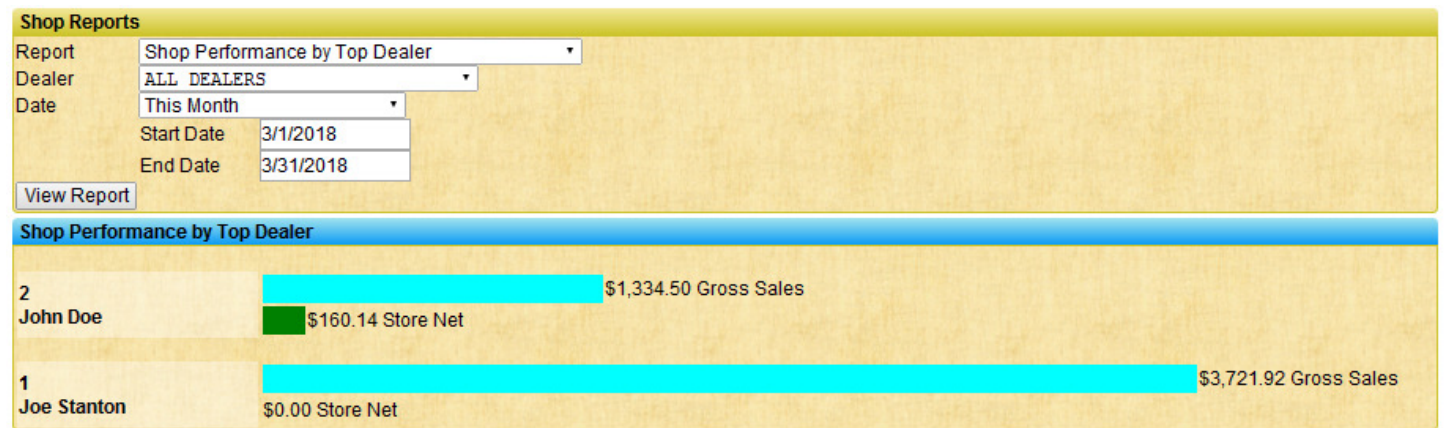 Shop Reports
Report Shop Performance by Top Dealer
Dealer ALL DEALERS
Date This Month
Start Date 3/1/2018
End Date 3/31/2018
View Report
Shop Performance by Top Dealer
$1,334.50 Gross Sales
2
John Doe
$160.14 Store Net
$3,721.92 Gross Sales
1
Joe Stanton
$0.00 Store Net